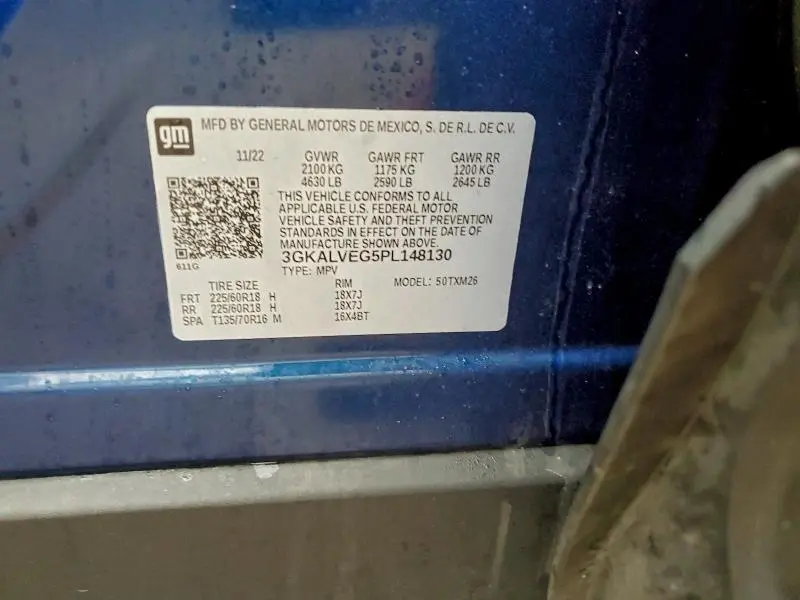 gm
MFD BY GENERAL MOTORS DE MEXICO, S. DE R.L. DE C.V.
11/22 GVWR GAWR FRT GAWR RR
2100 KG 1175 KG 1200 KG
4630 LB 2590 LB 2645 LB
THIS VEHICLE CONFORMS TO ALL
APPLICABLE U.S. FEDERAL MOTOR
VEHICLE SAFETY AND THEFT PREVENTION
STANDARDS IN EFFECT ON THE DATE OF
MANUFACTURE SHOWN ABOVE.
611G
3GKALVEG5PL148130
TYPE: MPV
TIRE SIZE RIM MODEL: 50TXM26
FRT 225/60R18 H 18X7J
RR 225/60R18 H 18X7J
SPA T135/70R16 M 16X4BT